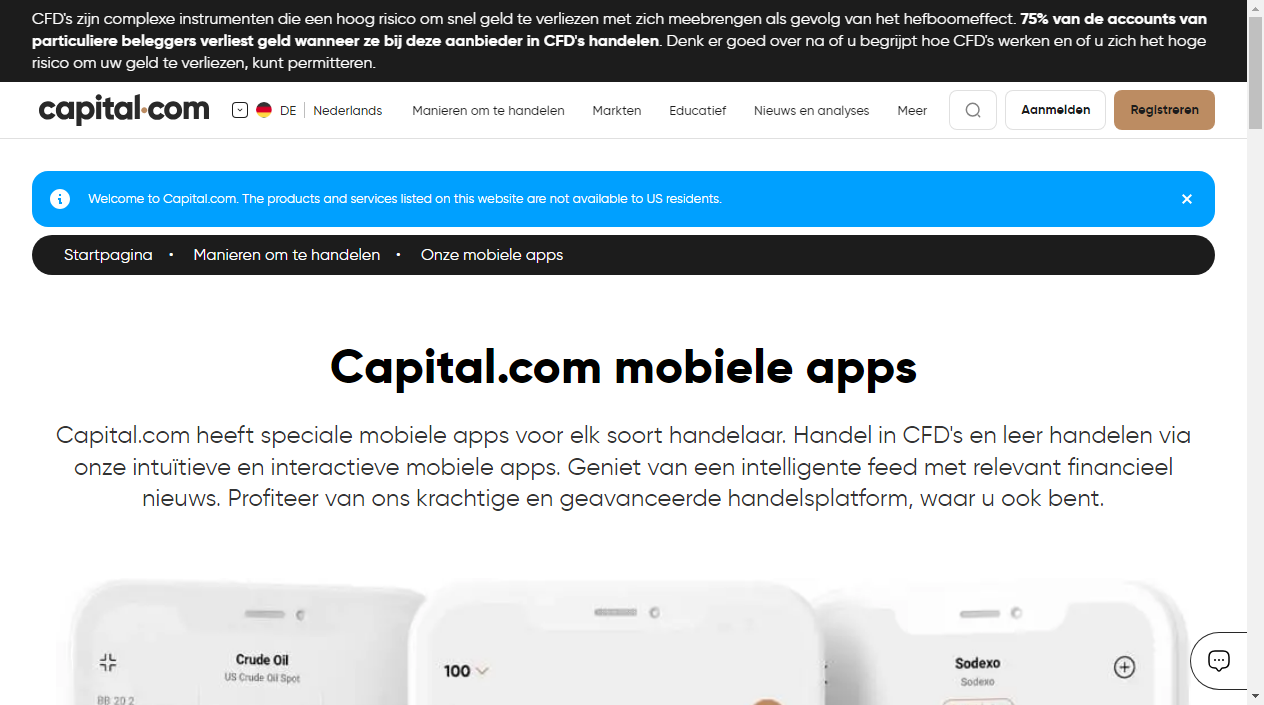 CFD's zijn complexe instrumenten die een hoog risico om snel geld te verliezen met zich meebrengen als gevolg van het hefboomeffect. 75% van de accounts van
particuliere beleggers verliest geld wanneer ze bij deze aanbieder in CFD's handelen. Denk er goed over na of u begrijpt hoe CFD's werken en of u zich het hoge
risico om uw geld te verliezen, kunt permitteren.
capital.com DE Nederlands Manieren om te handelen Markten Educatief Nieuws en analyses Meer Aanmelden Registreren
Welcome to Capital.com. The products and services listed on this website are not available to US residents.
Startpagina • Manieren om te handelen • Onze mobiele apps
Capital.com mobiele apps
Capital.com heeft speciale mobiele apps voor elk soort handelaar. Handel in CFD's en leer handelen via
onze intuïtieve en interactieve mobiele apps. Geniet van een intelligente feed met relevant financieel
nieuws. Profiteer van ons krachtige en geavanceerde handelsplatform, waar u ook bent.
Crude Oil
US Crude Oil Spot
BB 20 2
100
Sodexo
Sodexo